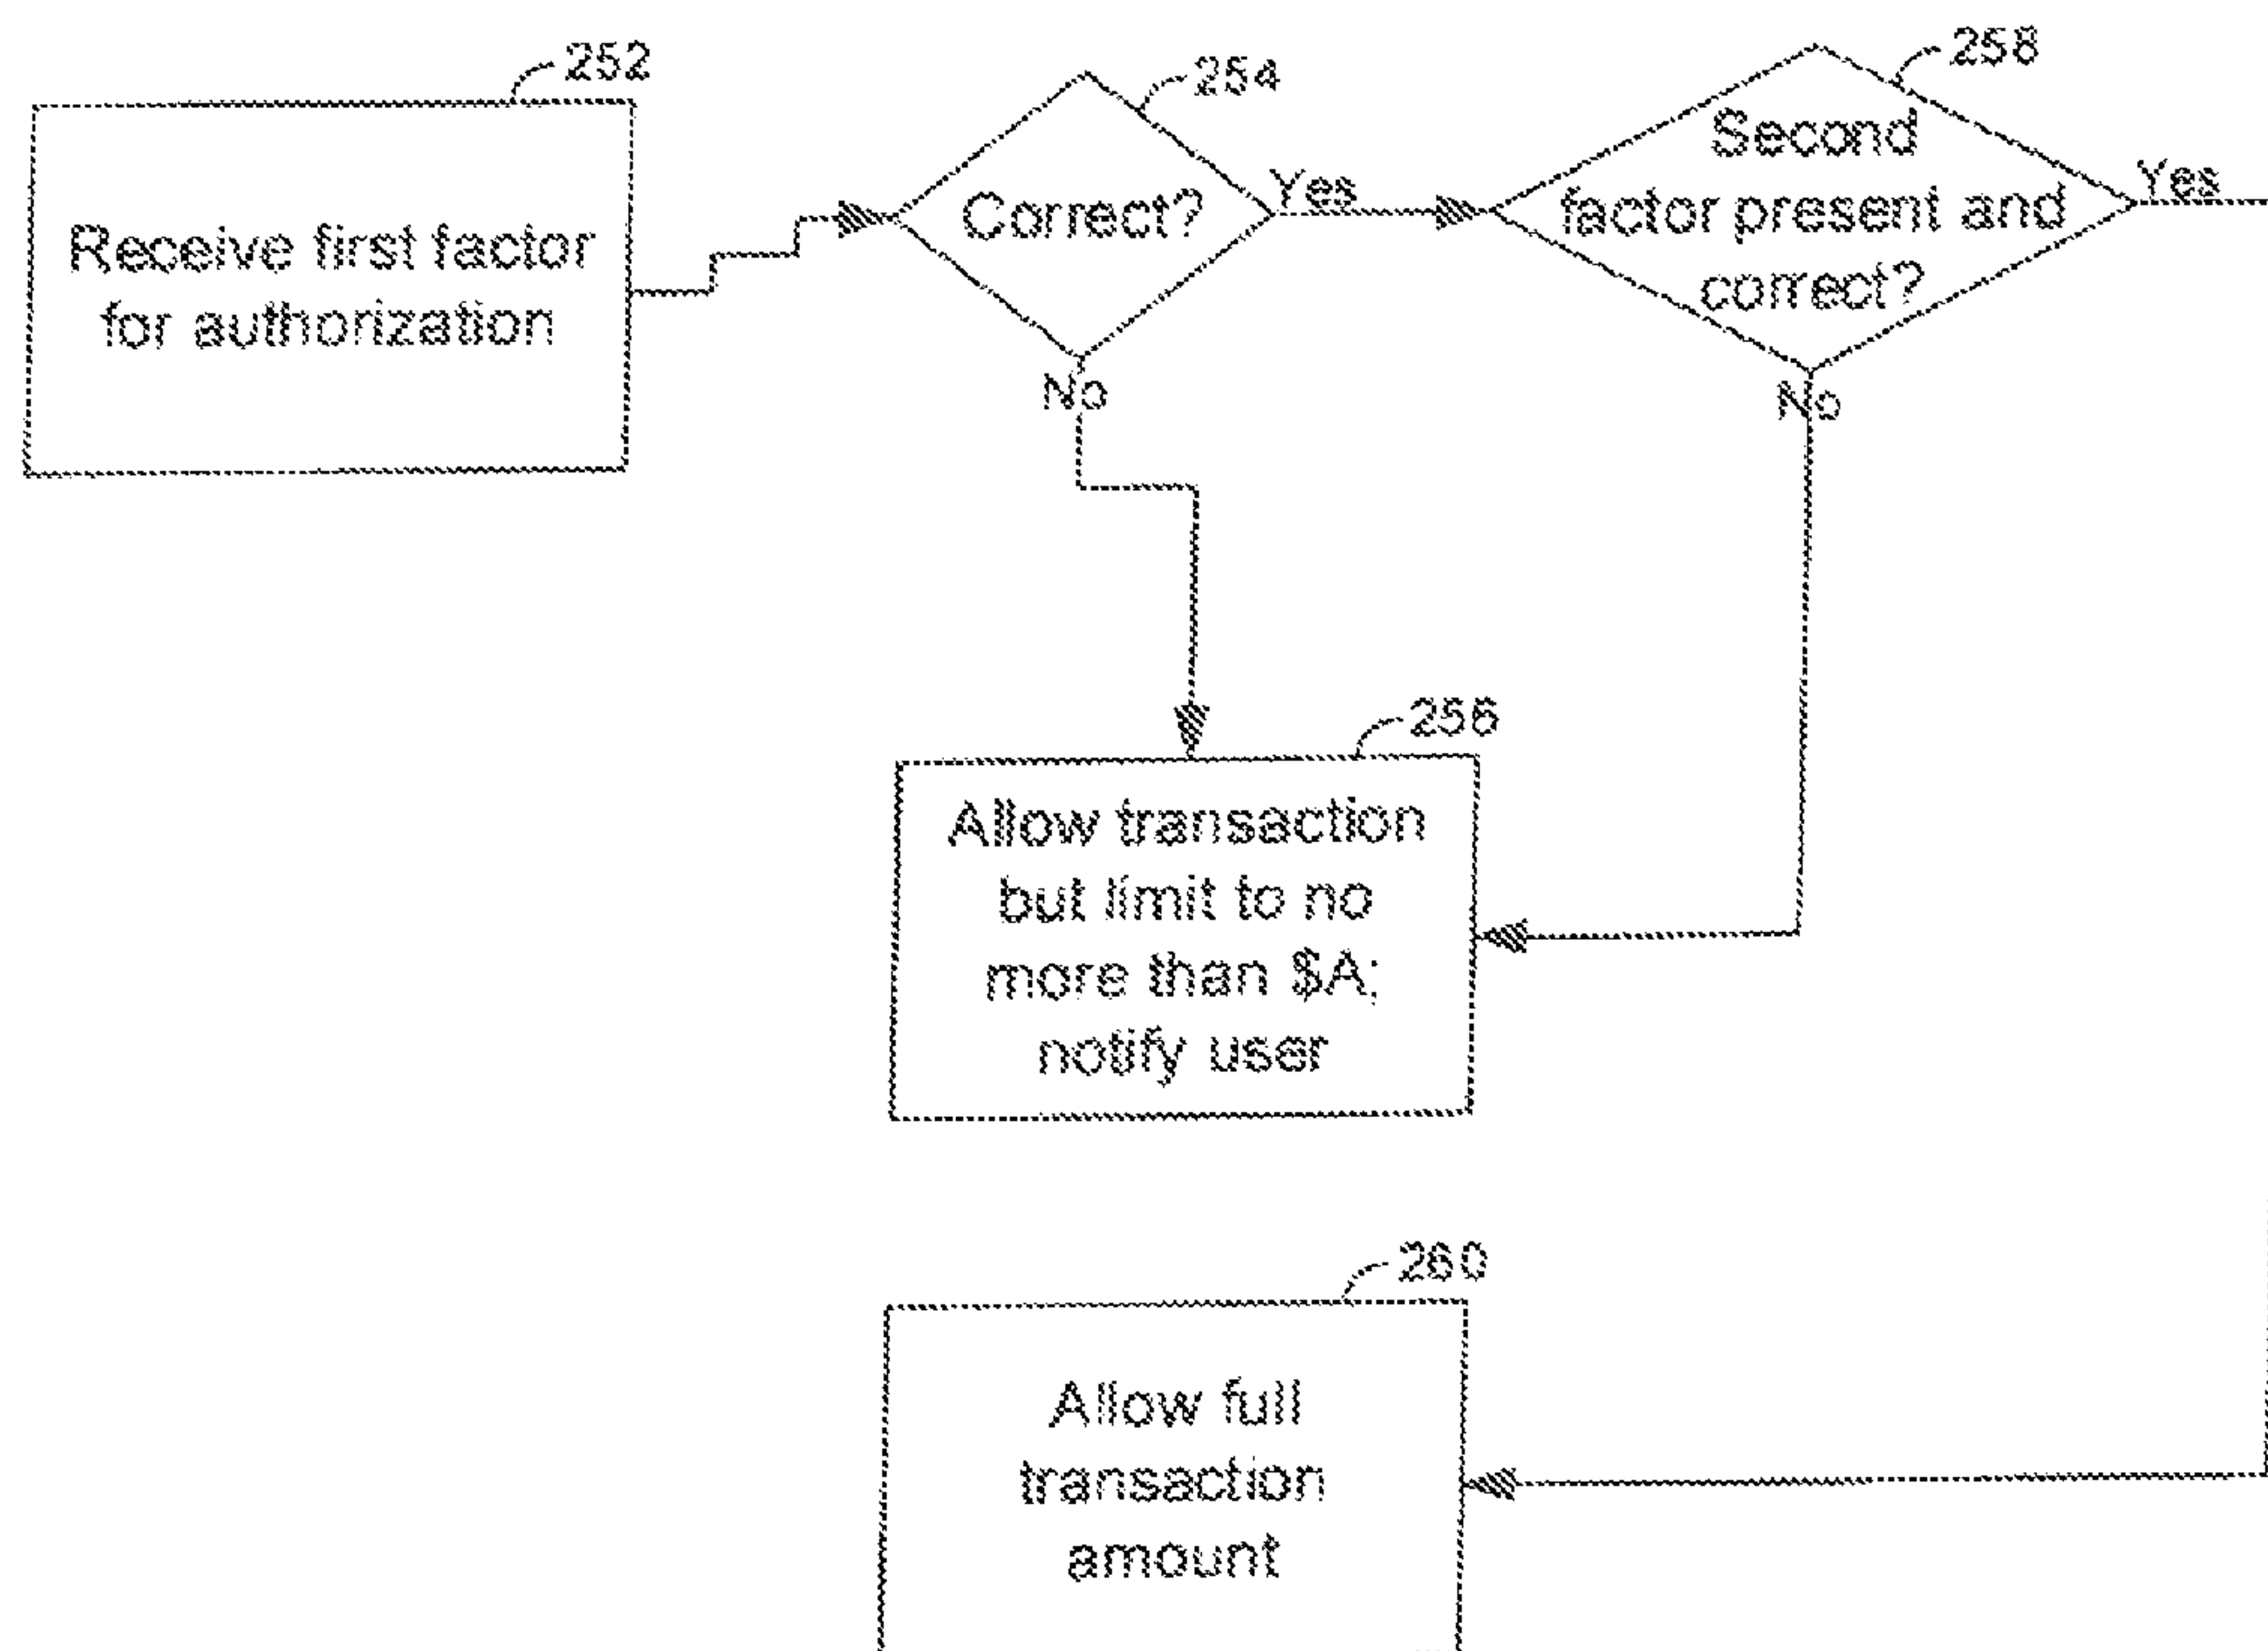 252
Receive first factor
for authorization
254
Correct?
Yes
No
258
Second
factor present and
correct?
Yes
No
256
Allow transaction
but limit to no
more than $A;
notify user
260
Allow full
transaction
amount